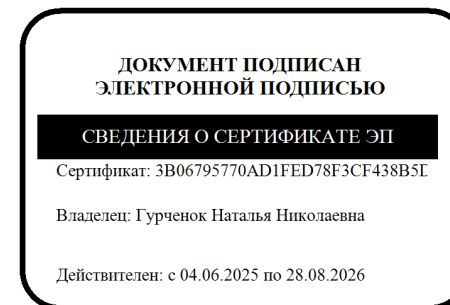 ДОКУМЕНТ ПОДПИСАН
ЭЛЕКТРОННОЙ ПОДПИСЬЮ
СВЕДЕНИЯ О СЕРТИФИКАТЕ ЭП
Сертификат: 3B06795770AD1FED78F3CF438B5D
Владелец: Гурченок Наталья Николаевна
Действителен: с 04.06.2025 по 28.08.2026